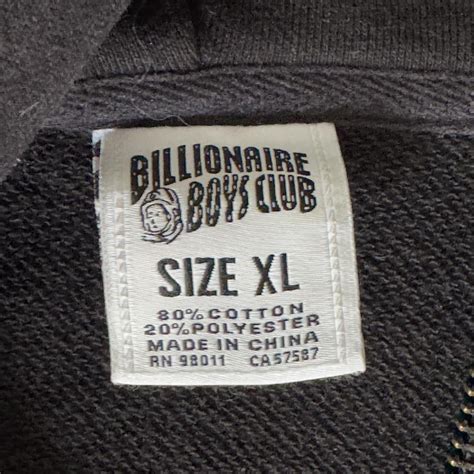 BILLIONAIRE
BOYS CLUB
SIZE XL
80% COTTON
20% POLYESTER
MADE IN CHINA
RN 98011 CA57587